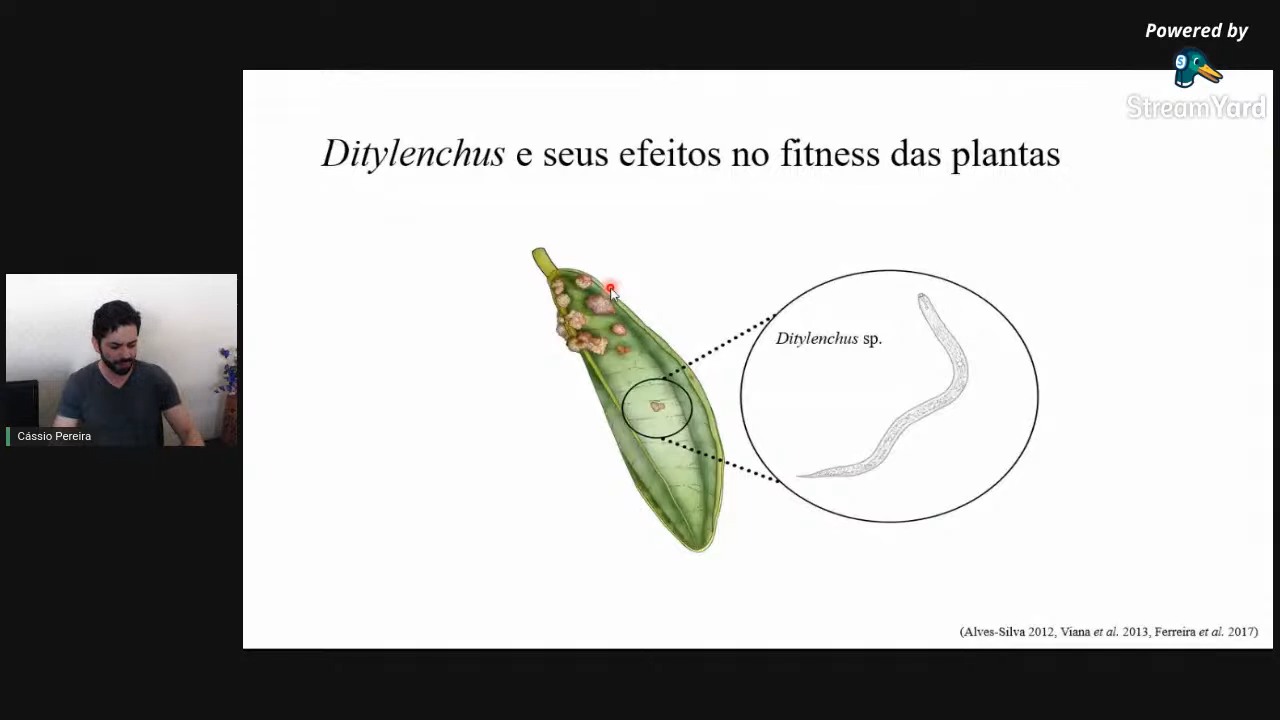 Powered by
StreamYard
Ditylenchus e seus efeitos no fitness das plantas
Ditylenchus sp.
Cássio Pereira
(Alves-Silva 2012, Viana et al. 2013, Ferreira et al. 2017)